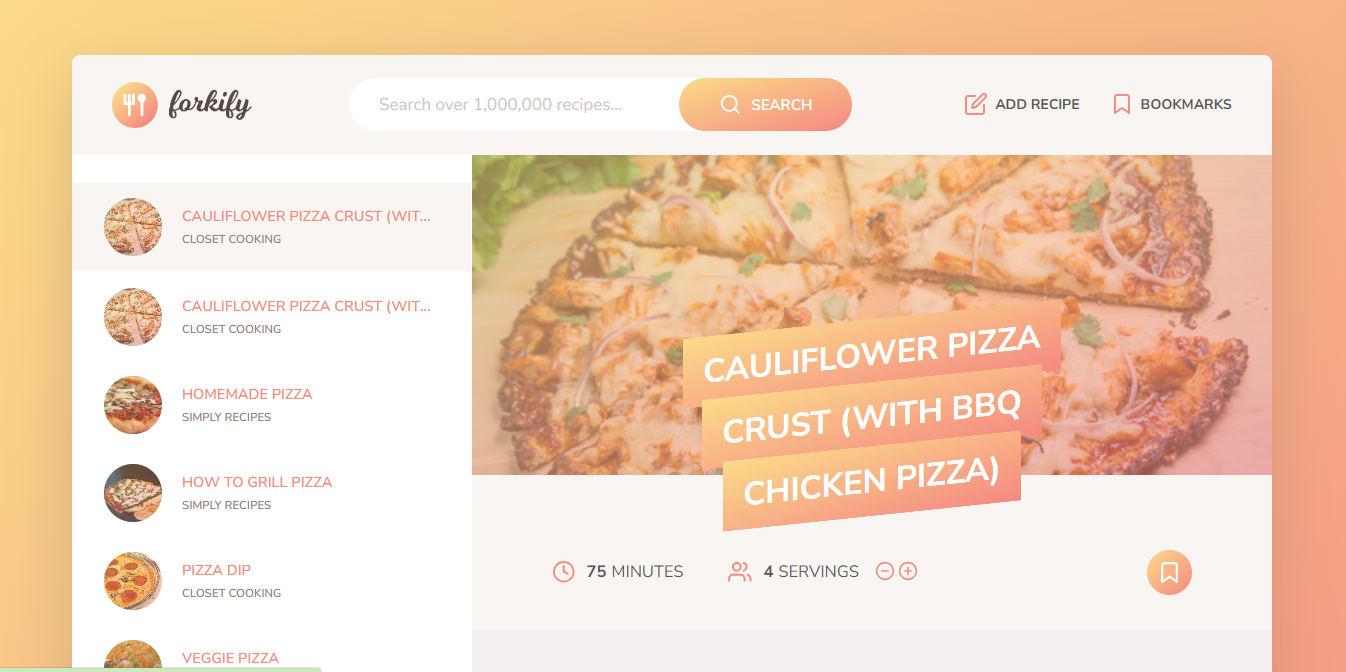 forkify
Search over 1,000,000 recipes...
SEARCH
ADD RECIPE
BOOKMARKS
CAULIFLOWER PIZZA CRUST (WIT...
CLOSET COOKING
CAULIFLOWER PIZZA CRUST (WIT...
CLOSET COOKING
HOMEMADE PIZZA
SIMPLY RECIPES
HOW TO GRILL PIZZA
SIMPLY RECIPES
PIZZA DIP
CLOSET COOKING
VEGGIE PIZZA
CAULIFLOWER PIZZA
CRUST (WITH BBQ
CHICKEN PIZZA)
75 MINUTES
4 SERVINGS